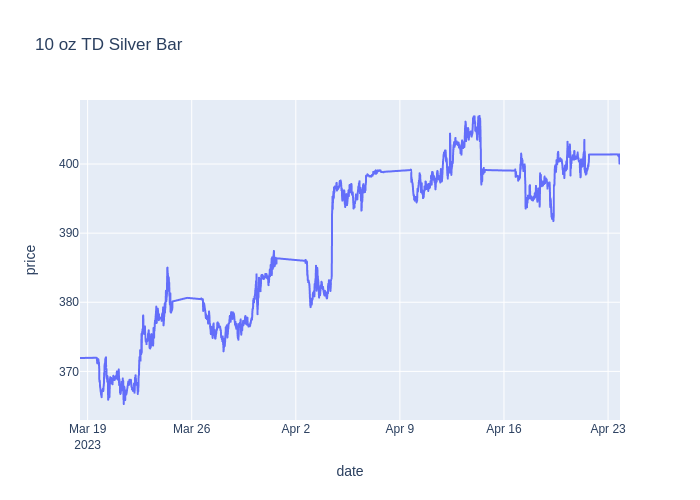 10 oz TD Silver Bar
price
400
390
380
370
Mar 19
2023
Mar 26
Apr 2
Apr 9
Apr 16
Apr 23
date